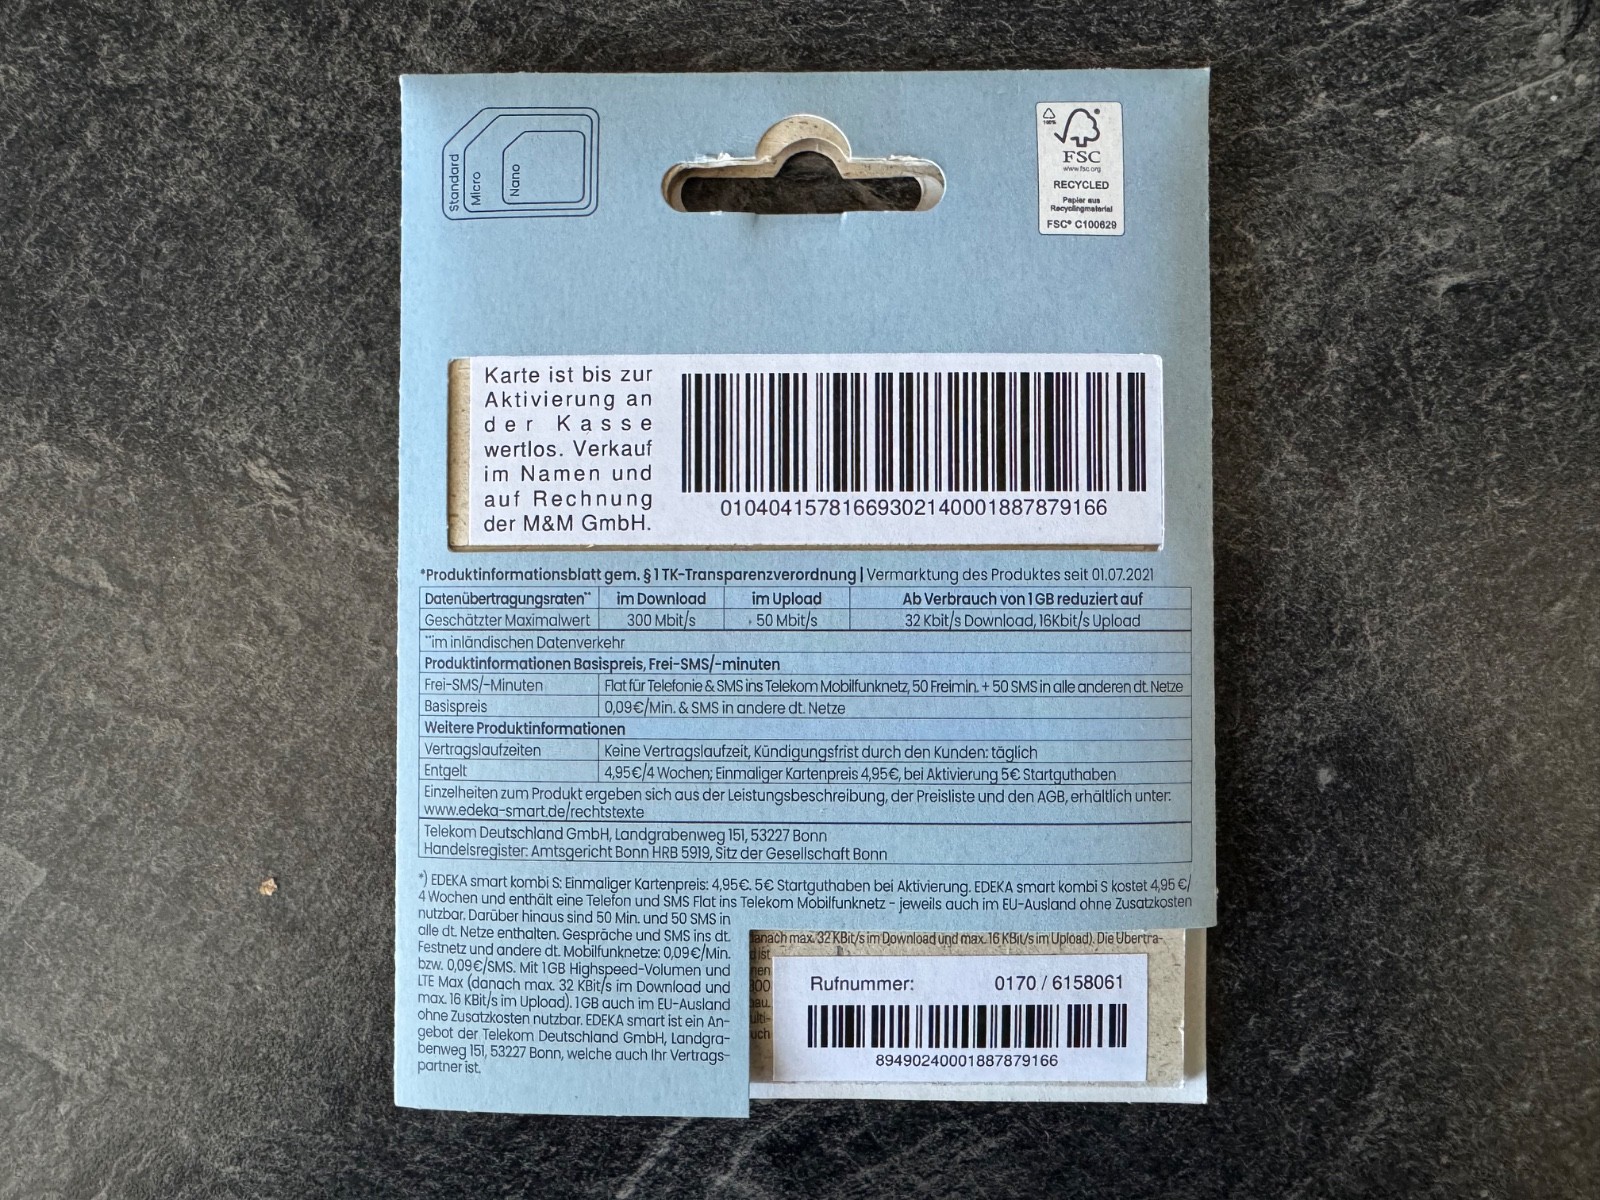 Standard
Micro
Nano
100%
FSC
www.fsc.org
RECYCLED
Papier aus
Recyclingmaterial
FSC® C100629
Karte ist bis zur
Aktivierung an
der Kasse
wertlos. Verkauf
im Namen und
auf Rechnung
der M&M GmbH.
01040415781669302140001887879166
*Produktinformationsblatt gem. § 1 TK-Transparenzverordnung | Vermarktung des Produktes seit 01.07.2021
Datenübertragungsraten** im Download im Upload Ab Verbrauch von 1 GB reduziert auf
Geschätzter Maximalwert 300 Mbit/s 50 Mbit/s 32 Kbit/s Download, 16Kbit/s Upload
**im inländischen Datenverkehr
Produktinformationen Basispreis, Frei-SMS/-minuten
Frei-SMS/-Minuten Flat für Telefonie & SMS ins Telekom Mobilfunknetz, 50 Freimin. + 50 SMS in alle anderen dt. Netze
Basispreis 0,09€/Min. & SMS in andere dt. Netze
Weitere Produktinformationen
Vertragslaufzeiten Keine Vertragslaufzeit, Kündigungsfrist durch den Kunden: täglich
Entgelt 4,95€/4 Wochen; Einmaliger Kartenpreis 4,95€, bei Aktivierung 5€ Startguthaben
Einzelheiten zum Produkt ergeben sich aus der Leistungsbeschreibung, der Preisliste und den AGB, erhältlich unter:
www.edeka-smart.de/rechtstexte
Telekom Deutschland GmbH, Landgrabenweg 151, 53227 Bonn
Handelsregister: Amtsgericht Bonn HRB 5919, Sitz der Gesellschaft Bonn
*) EDEKA smart kombi S: Einmaliger Kartenpreis: 4,95€. 5€ Startguthaben bei Aktivierung. EDEKA smart kombi S kostet 4,95 €/
4 Wochen und enthält eine Telefon und SMS Flat ins Telekom Mobilfunknetz - jeweils auch im EU-Ausland ohne Zusatzkosten
nutzbar. Darüber hinaus sind 50 Min. und 50 SMS in
alle dt. Netze enthalten. Gespräche und SMS ins dt.
Festnetz und andere dt. Mobilfunknetze: 0,09€/Min.
bzw. 0,09€/SMS. Mit 1 GB Highspeed-Volumen und
LTE Max (danach max. 32 KBit/s im Download und
max. 16 KBit/s im Upload). 1 GB auch im EU-Ausland
ohne Zusatzkosten nutzbar. EDEKA smart ist ein An-
gebot der Telekom Deutschland GmbH, Landgra-
benweg 151, 53227 Bonn, welche auch Ihr Vertrags-
partner ist.
danach max. 32 KBit/s im Download und max. 16 KBit/s im Upload). Die Übertra-
Rufnummer: 0170 / 6158061
89490240001887879166